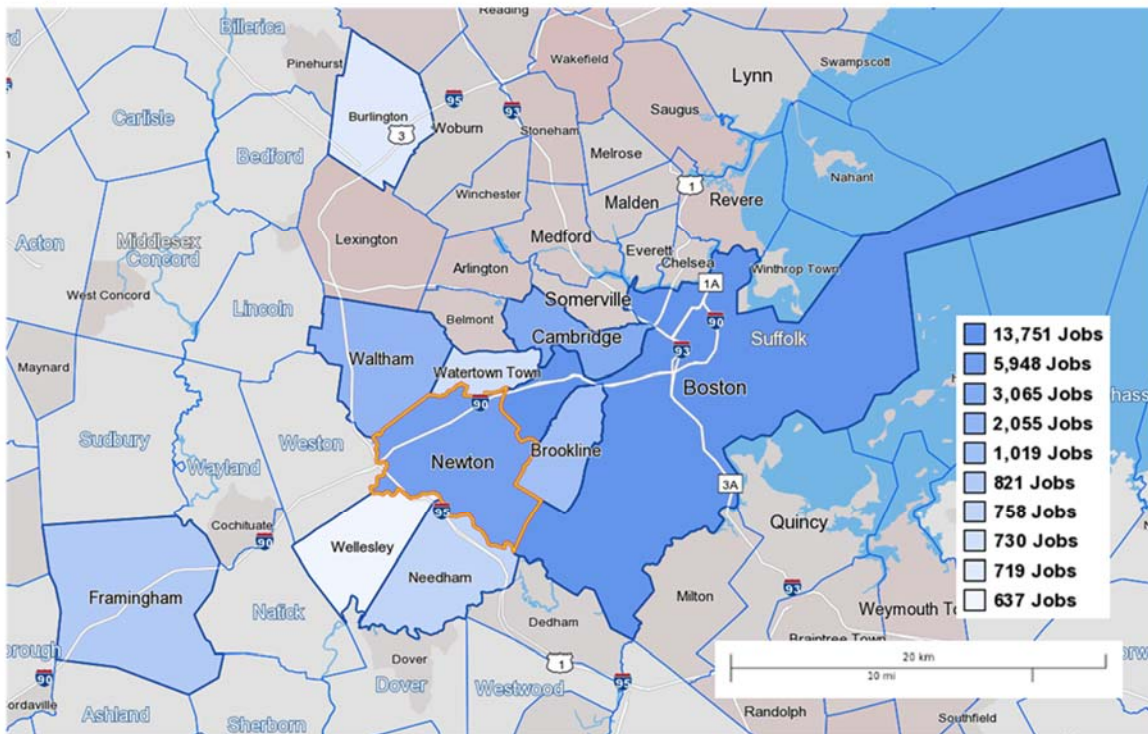 Billerica
Reading
Pinehurst
Wakefield
Lynn
Swampscott
95
93
Saugus
Burlington
3
Woburn
Stoneham
Carlisle
Bedford
Melrose
Nahant
Winchester
Malden
1
Revere
Acton
Middlesex
Concord
Lexington
Medford
Everett
Chelsea
Winthrop Town
West Concord
Arlington
1A
Lincoln
Somerville
Belmont
Cambridge
90
93
Suffolk
Maynard
Waltham
Watertown Town
Boston
90
Sudbury
Weston
Newton
Brookline
Wayland
3A
95
Cochituate
90
Quincy
Wellesley
Needham
Framingham
Natick
Milton
93
Weymouth To
Dedham
Braintree Town
Dover
1
Dover
Westwood
95
90
Ashland
Sherborn
Randolph
Southfield
13,751 Jobs
5,948 Jobs
3,065 Jobs
2,055 Jobs
1,019 Jobs
821 Jobs
758 Jobs
730 Jobs
719 Jobs
637 Jobs
20 km
10 mi